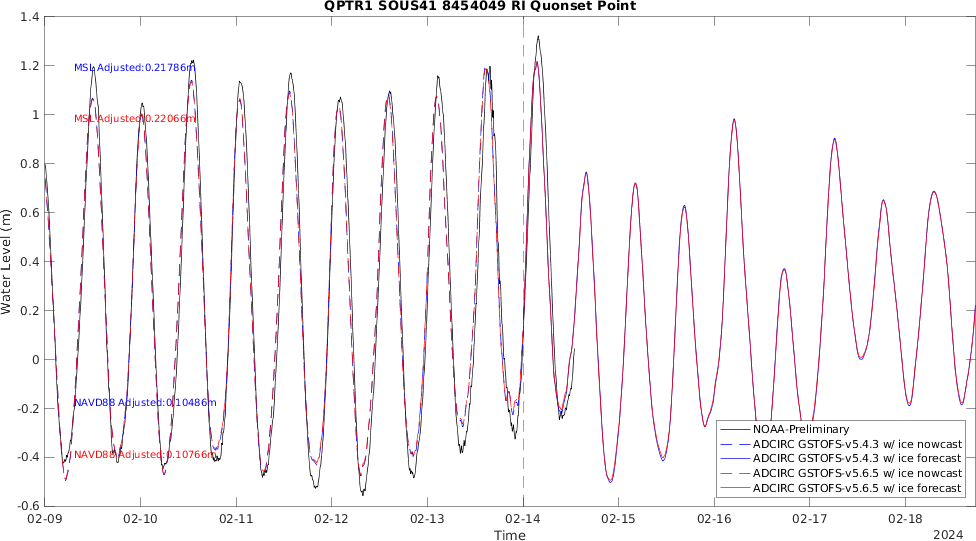 QPTR1 SOUS41 8454049 RI Quonset Point
1.4
1.2
1
0.8
0.6
0.4
0.2
0
-0.2
-0.4
-0.6
Water Level (m)
MSL Adjusted:0.21786m
MSL Adjusted:0.22066m
NAVD88 Adjusted:0.10486m
NAVD88 Adjusted:0.10766m
NOAA-Preliminary
ADCIRC GSTOFS-v5.4.3 w/ ice nowcast
ADCIRC GSTOFS-v5.4.3 w/ ice forecast
ADCIRC GSTOFS-v5.6.5 w/ ice nowcast
ADCIRC GSTOFS-v5.6.5 w/ ice forecast
02-09 02-10 02-11 02-12 02-13 02-14 02-15 02-16 02-17 02-18
Time
2024